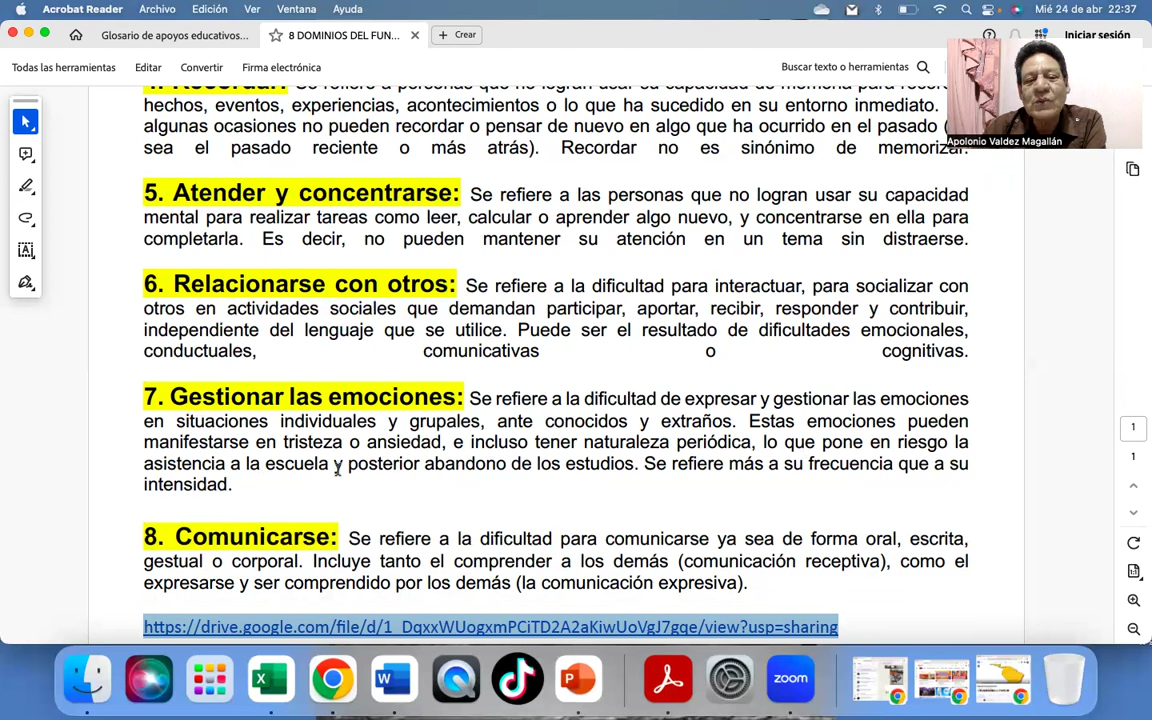 Acrobat Reader Archivo Edición Ver Ventana Ayuda Mié 24 de abr 22:37
Glosario de apoyos educativos... 8 DOMINIOS DEL FUN... Crear Iniciar sesión
Todas las herramientas Editar Convertir Firma electrónica Buscar texto o herramientas
Apolonio Valdez Magallán
hechos, eventos, experiencias, acontecimientos o lo que ha sucedido en su entorno inmediato.
algunas ocasiones no pueden recordar o pensar de nuevo en algo que ha ocurrido en el pasado (
sea el pasado reciente o más atrás). Recordar no es sinónimo de memorizar.
5. Atender y concentrarse: Se refiere a las personas que no logran usar su capacidad
mental para realizar tareas como leer, calcular o aprender algo nuevo, y concentrarse en ella para
completarla. Es decir, no pueden mantener su atención en un tema sin distraerse.
6. Relacionarse con otros: Se refiere a la dificultad para interactuar, para socializar con
otros en actividades sociales que demandan participar, aportar, recibir, responder y contribuir,
independiente del lenguaje que se utilice. Puede ser el resultado de dificultades emocionales,
conductuales, comunicativas o cognitivas.
7. Gestionar las emociones: Se refiere a la dificultad de expresar y gestionar las emociones
en situaciones individuales y grupales, ante conocidos y extraños. Estas emociones pueden
manifestarse en tristeza o ansiedad, e incluso tener naturaleza periódica, lo que pone en riesgo la
asistencia a la escuela y posterior abandono de los estudios. Se refiere más a su frecuencia que a su
intensidad.
8. Comunicarse: Se refiere a la dificultad para comunicarse ya sea de forma oral, escrita,
gestual o corporal. Incluye tanto el comprender a los demás (comunicación receptiva), como el
expresarse y ser comprendido por los demás (la comunicación expresiva).
https://drive.google.com/file/d/1_DqxxWUogxmPCiTD2A2aKiwUoVgJ7gqe/view?usp=sharing
1
1
zoom